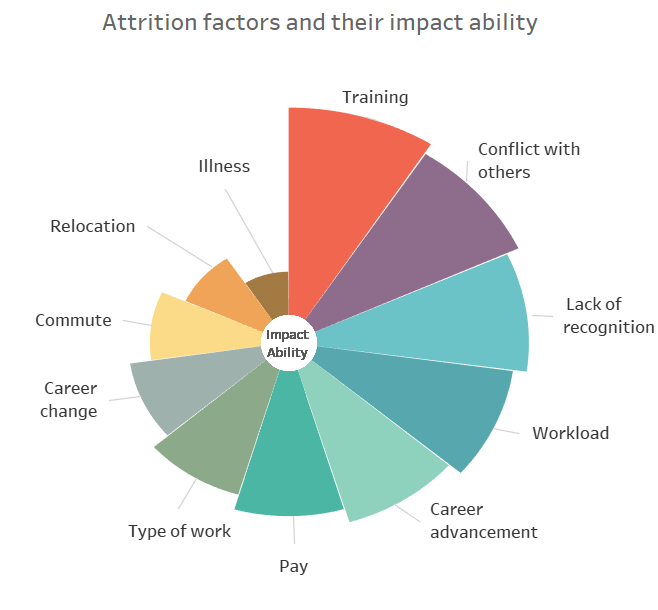 Attrition factors and their impact ability
Training
Conflict with
others
Illness
Relocation
Lack of
recognition
Commute
Impact
Ability
Career
change
Workload
Career
advancement
Type of work
Pay